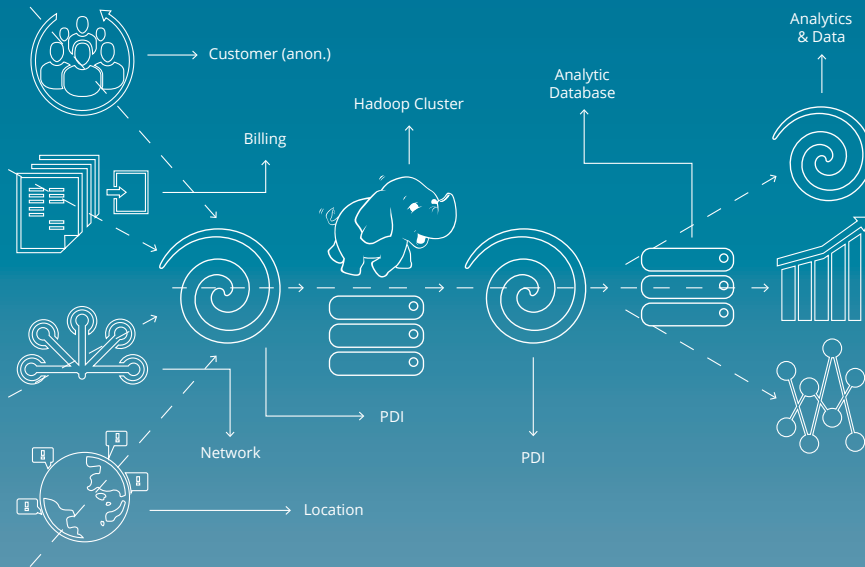 Analytics
& Data
Customer (anon.)
Analytic
Database
Hadoop Cluster
Billing
PDI
Network
PDI
Location